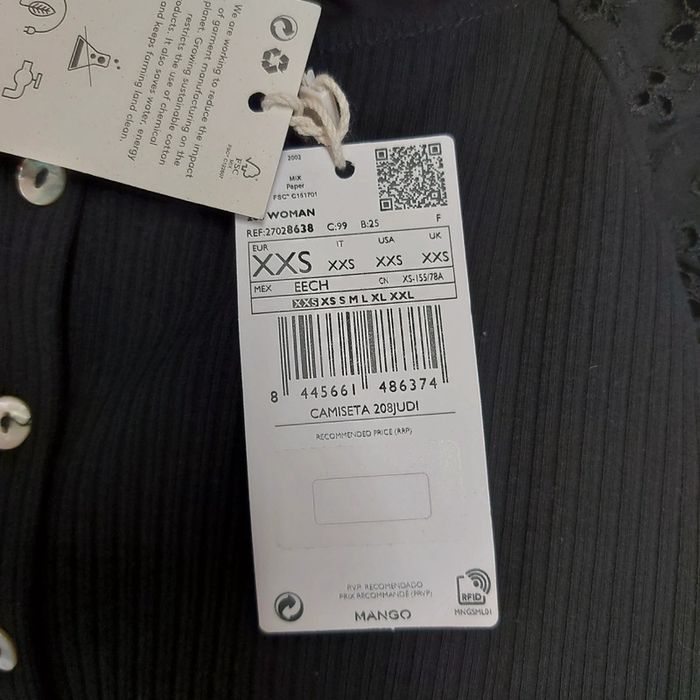 We are working to reduce the impact
of garment manufacturing on the
planet. Growing sustainable cotton
restricts the use of chemical
products. It also saves water, energy
and keeps farming land clean.
FSC
MIX
2002
MIX
Paper
FSC™ C151701
WOMAN
REF:27028638 C:99 B:25 F
EUR IT USA UK
XXS XXS XXS XXS
MEX EECH CN XS-155/78A
XXS XS S M L XL XXL
8 445661 486374
CAMISETA 208JUDI
RECOMMENDED PRICE (RRP)
P.V.P. RECOMENDADO
PRIX RECOMMANDÉ (PRVP)
MANGO
RFID
MNGSML01